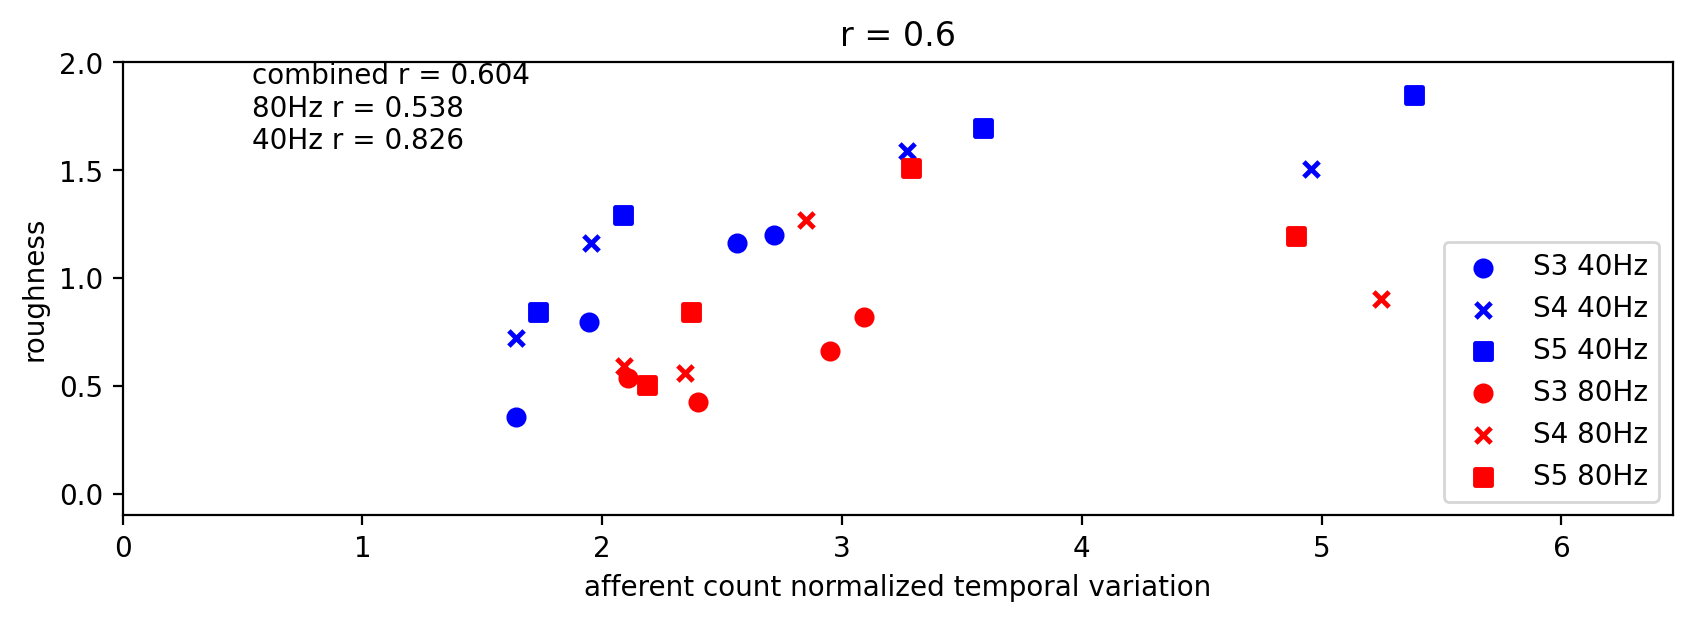 r = 0.6
combined r = 0.604
80Hz r = 0.538
40Hz r = 0.826
2.0
1.5
1.0
0.5
0.0
roughness
S3 40Hz
S4 40Hz
S5 40Hz
S3 80Hz
S4 80Hz
S5 80Hz
0 1 2 3 4 5 6
afferent count normalized temporal variation